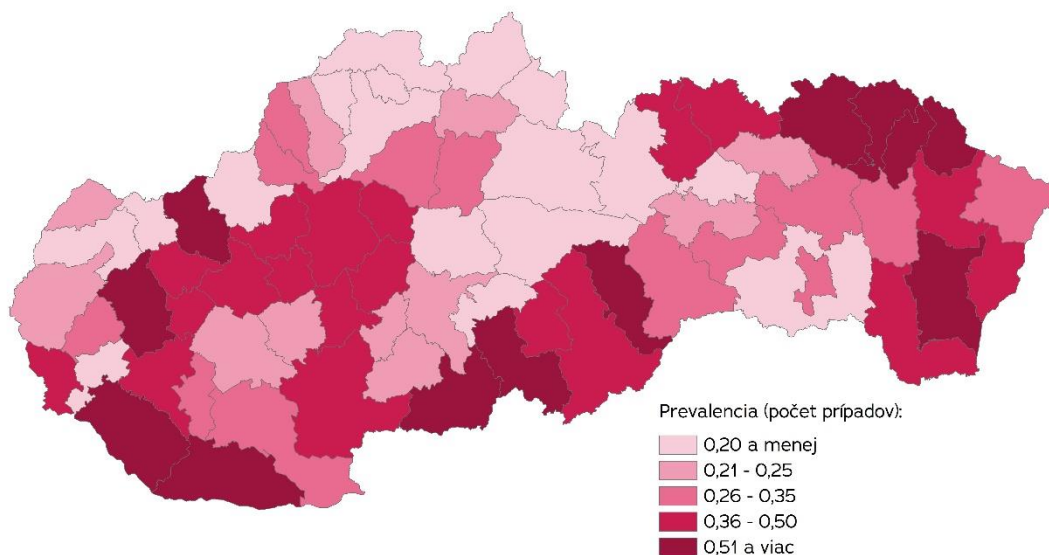 Prevalencia (počet prípadov):
0,20 a menej
0,21 - 0,25
0,26 - 0,35
0,36 - 0,50
0,51 a viac